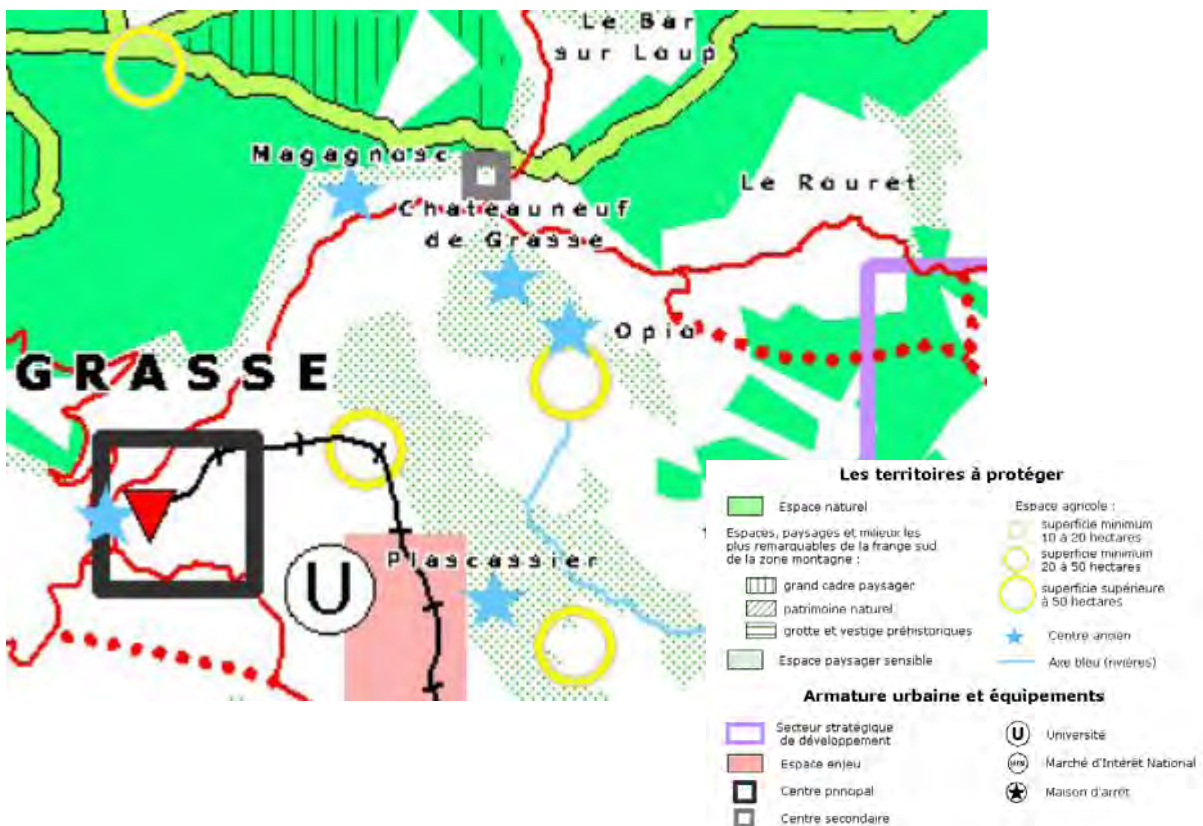 Le Bar
sur Loup
Magagnosc
Le Rouret
Chateauneuf
de Grasse
Opio
GRASSE
Plascassier
U
Les territoires à protéger
Espace naturel
Espaces, paysages et milieux les
plus remarquables de la frange sud
de la zone montagne :
grand cadre paysager
patrimoine naturel
grotte et vestige préhistoriques
Espace paysager sensible
Espace agricole :
superficie minimum
10 à 20 hectares
superficie minimum
20 à 50 hectares
superficie supérieure
à 50 hectares
Centre ancien
Axe bleu (rivières)
Armature urbaine et équipements
Secteur stratégique
de développement
Espace enjeu
Centre principal
Centre secondaire
U
Université
Marché d'Intérêt National
Maison d'arrêt